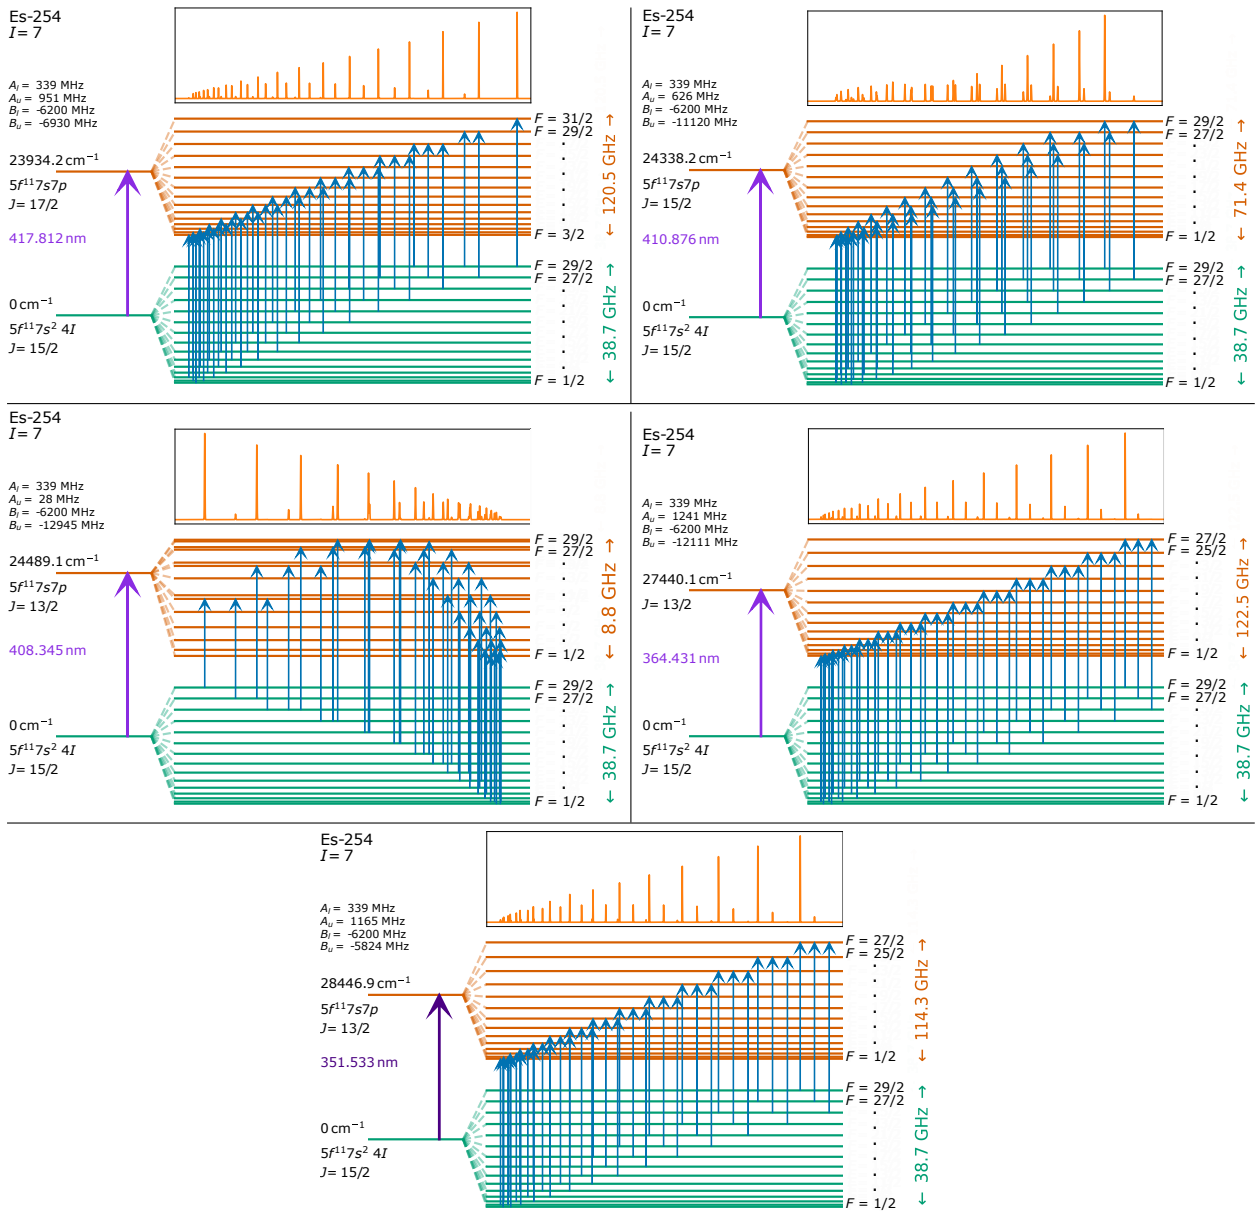 Es-254
I = 7
A_l = 339 MHz
A_u = 951 MHz
B_l = -6200 MHz
B_u = -6930 MHz
23934.2 cm⁻¹
5f¹¹7s7p
J = 17/2
417.812 nm
0 cm⁻¹
5f¹¹7s² 4I
J = 15/2
F = 31/2
F = 29/2
F = 3/2
← 120.5 GHz →
F = 29/2
F = 27/2
F = 1/2
← 38.7 GHz →
Es-254
I = 7
A_l = 339 MHz
A_u = 626 MHz
B_l = -6200 MHz
B_u = -11120 MHz
24338.2 cm⁻¹
5f¹¹7s7p
J = 15/2
410.876 nm
0 cm⁻¹
5f¹¹7s² 4I
J = 15/2
F = 29/2
F = 27/2
F = 1/2
← 71.4 GHz →
F = 29/2
F = 27/2
F = 1/2
← 38.7 GHz →
Es-254
I = 7
A_l = 339 MHz
A_u = 28 MHz
B_l = -6200 MHz
B_u = -12945 MHz
24489.1 cm⁻¹
5f¹¹7s7p
J = 13/2
408.345 nm
0 cm⁻¹
5f¹¹7s² 4I
J = 15/2
F = 29/2
F = 27/2
F = 1/2
← 8.8 GHz →
F = 29/2
F = 27/2
F = 1/2
← 38.7 GHz →
Es-254
I = 7
A_l = 339 MHz
A_u = 1241 MHz
B_l = -6200 MHz
B_u = -12111 MHz
27440.1 cm⁻¹
J = 13/2
364.431 nm
0 cm⁻¹
5f¹¹7s² 4I
J = 15/2
F = 27/2
F = 25/2
F = 1/2
← 122.5 GHz →
F = 29/2
F = 27/2
F = 1/2
← 38.7 GHz →
Es-254
I = 7
A_l = 339 MHz
A_u = 1165 MHz
B_l = -6200 MHz
B_u = -5824 MHz
28446.9 cm⁻¹
5f¹¹7s7p
J = 13/2
351.533 nm
0 cm⁻¹
5f¹¹7s² 4I
J = 15/2
F = 27/2
F = 25/2
F = 1/2
← 114.3 GHz →
F = 29/2
F = 27/2
F = 1/2
← 38.7 GHz →